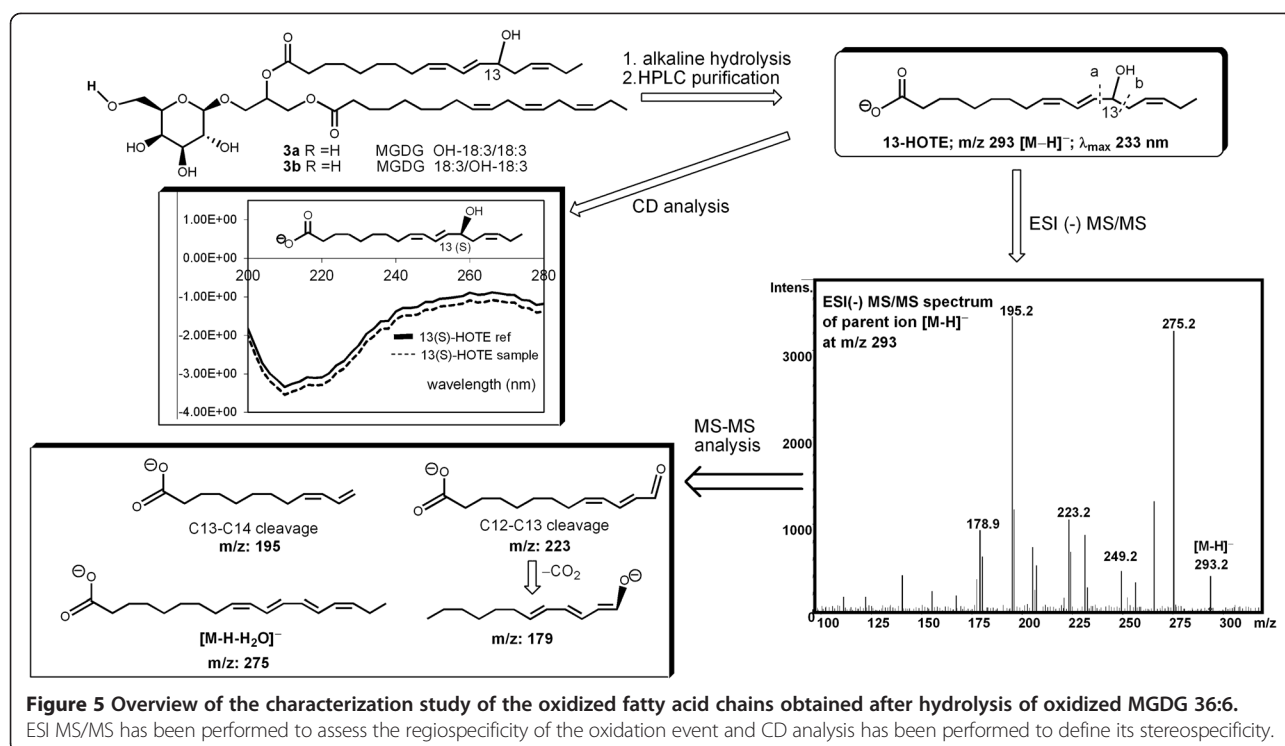 O
OH
13
O
O
O
H
O
O
O
HO
OH
OH
3a R =H MGDG OH-18:3/18:3
3b R =H MGDG 18:3/OH-18:3
1. alkaline hydrolysis
2.HPLC purification
O
⊖O
a
OH
b
13
13-HOTE; m/z 293 [M–H]⁻; λmax 233 nm
CD analysis
ESI (-) MS/MS
1.00E+00
0.00E+00
-1.00E+00
-2.00E+00
-3.00E+00
-4.00E+00
O
⊖O
OH
13 (S)
200 220 240 260 280
13(S)-HOTE ref
13(S)-HOTE sample
wavelength (nm)
Intens.
ESI(-) MS/MS spectrum
of parent ion [M-H]⁻
at m/z 293
195.2
275.2
3000
2000
1000
178.9
223.2
249.2
[M-H]⁻
293.2
100 125 150 175 200 225 250 275 300 m/z
MS-MS
analysis
⊖O
O
C13-C14 cleavage
m/z: 195
⊖O
O
O
C12-C13 cleavage
m/z: 223
–CO₂
⊖O
O
[M-H-H₂O]⁻
m/z: 275
O⊖
m/z: 179
Figure 5 Overview of the characterization study of the oxidized fatty acid chains obtained after hydrolysis of oxidized MGDG 36:6.
ESI MS/MS has been performed to assess the regiospecificity of the oxidation event and CD analysis has been performed to define its stereospecificity.